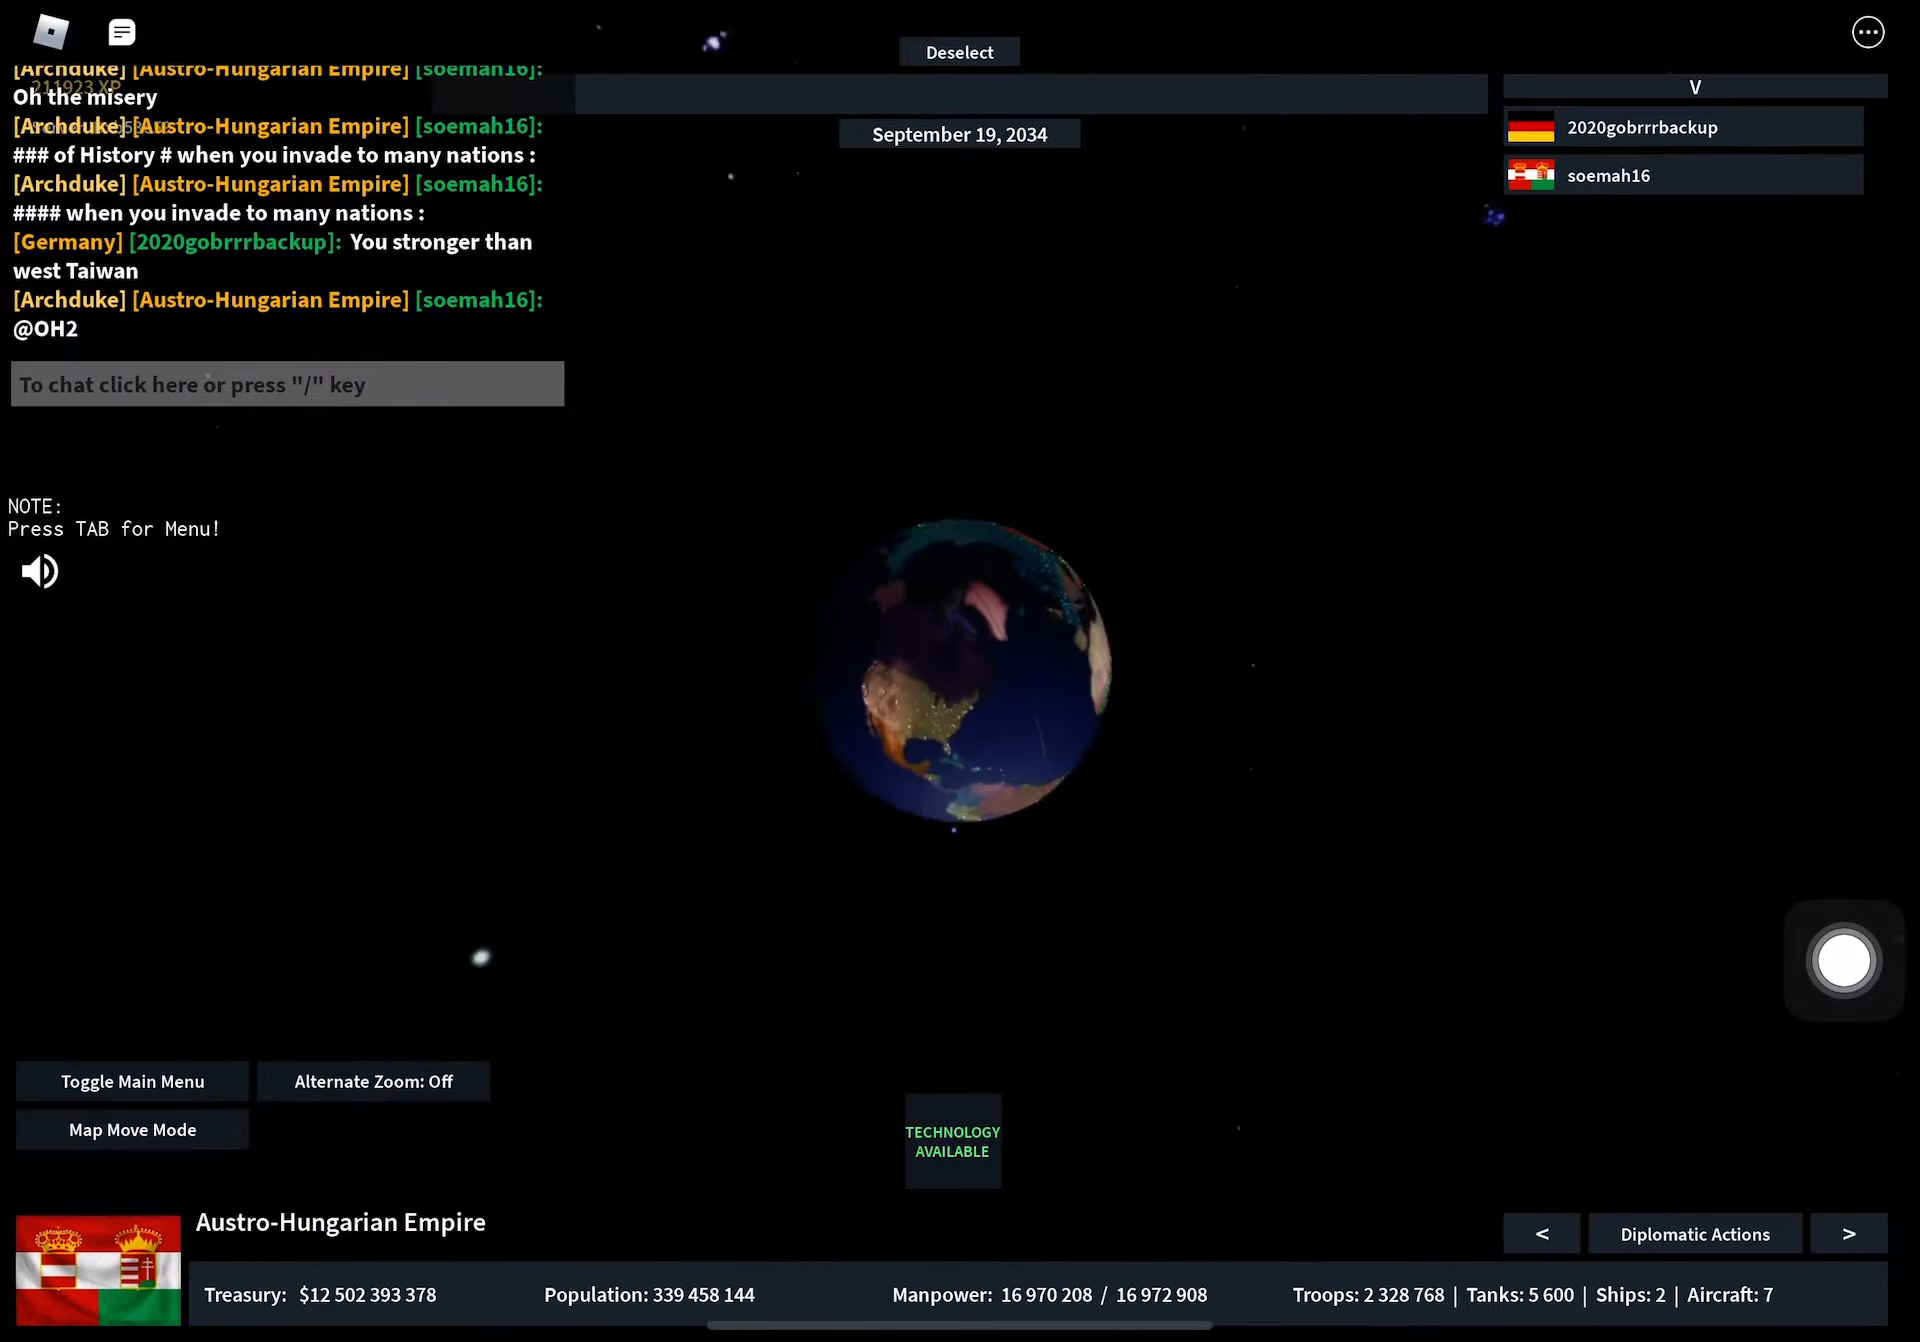 Deselect
[Archduke] [Austro-Hungarian Empire] [soemah16]:
211923 XP
Oh the misery
[Archduke] [Austro-Hungarian Empire] [soemah16]:
### of History # when you invade to many nations :
[Archduke] [Austro-Hungarian Empire] [soemah16]:
#### when you invade to many nations :
[Germany] [2020gobrrrbackup]: You stronger than
west Taiwan
[Archduke] [Austro-Hungarian Empire] [soemah16]:
@OH2
To chat click here or press "/" key
September 19, 2034
V
2020gobrrrbackup
soemah16
NOTE:
Press TAB for Menu!
Toggle Main Menu
Alternate Zoom: Off
Map Move Mode
TECHNOLOGY
AVAILABLE
Austro-Hungarian Empire
< Diplomatic Actions >
Treasury: $12 502 393 378 Population: 339 458 144 Manpower: 16 970 208 / 16 972 908 Troops: 2 328 768 | Tanks: 5 600 | Ships: 2 | Aircraft: 7